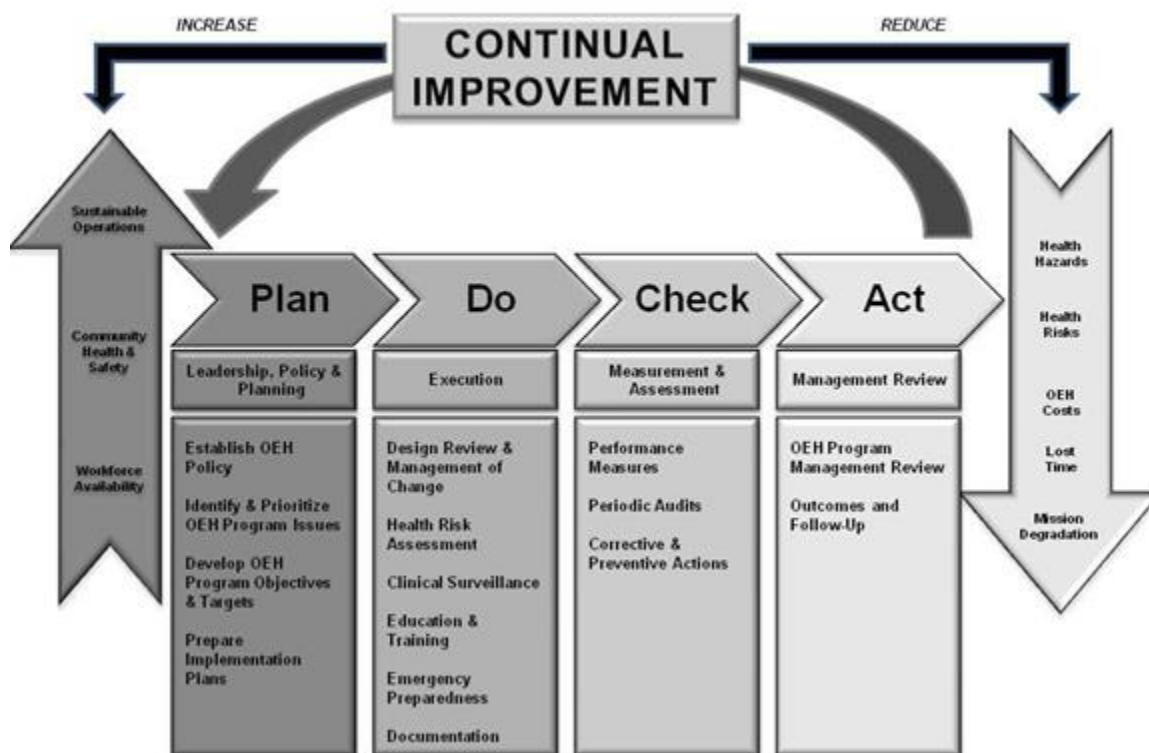 INCREASE
CONTINUAL
IMPROVEMENT
REDUCE
Sustainable
Operations
Community
Health &
Safety
Workforce
Availability
Plan
Leadership, Policy &
Planning
Establish OEH
Policy
Identify & Prioritize
OEH Program Issues
Develop OEH
Program Objectives
& Targets
Prepare
Implementation
Plans
Do
Execution
Design Review &
Management of
Change
Health Risk
Assessment
Clinical Surveillance
Education &
Training
Emergency
Preparedness
Documentation
Check
Measurement &
Assessment
Performance
Measures
Periodic Audits
Corrective &
Preventive Actions
Act
Management Review
OEH Program
Management Review
Outcomes and
Follow-Up
Health
Hazards
Health
Risks
OEH
Costs
Lost
Time
Mission
Degradation